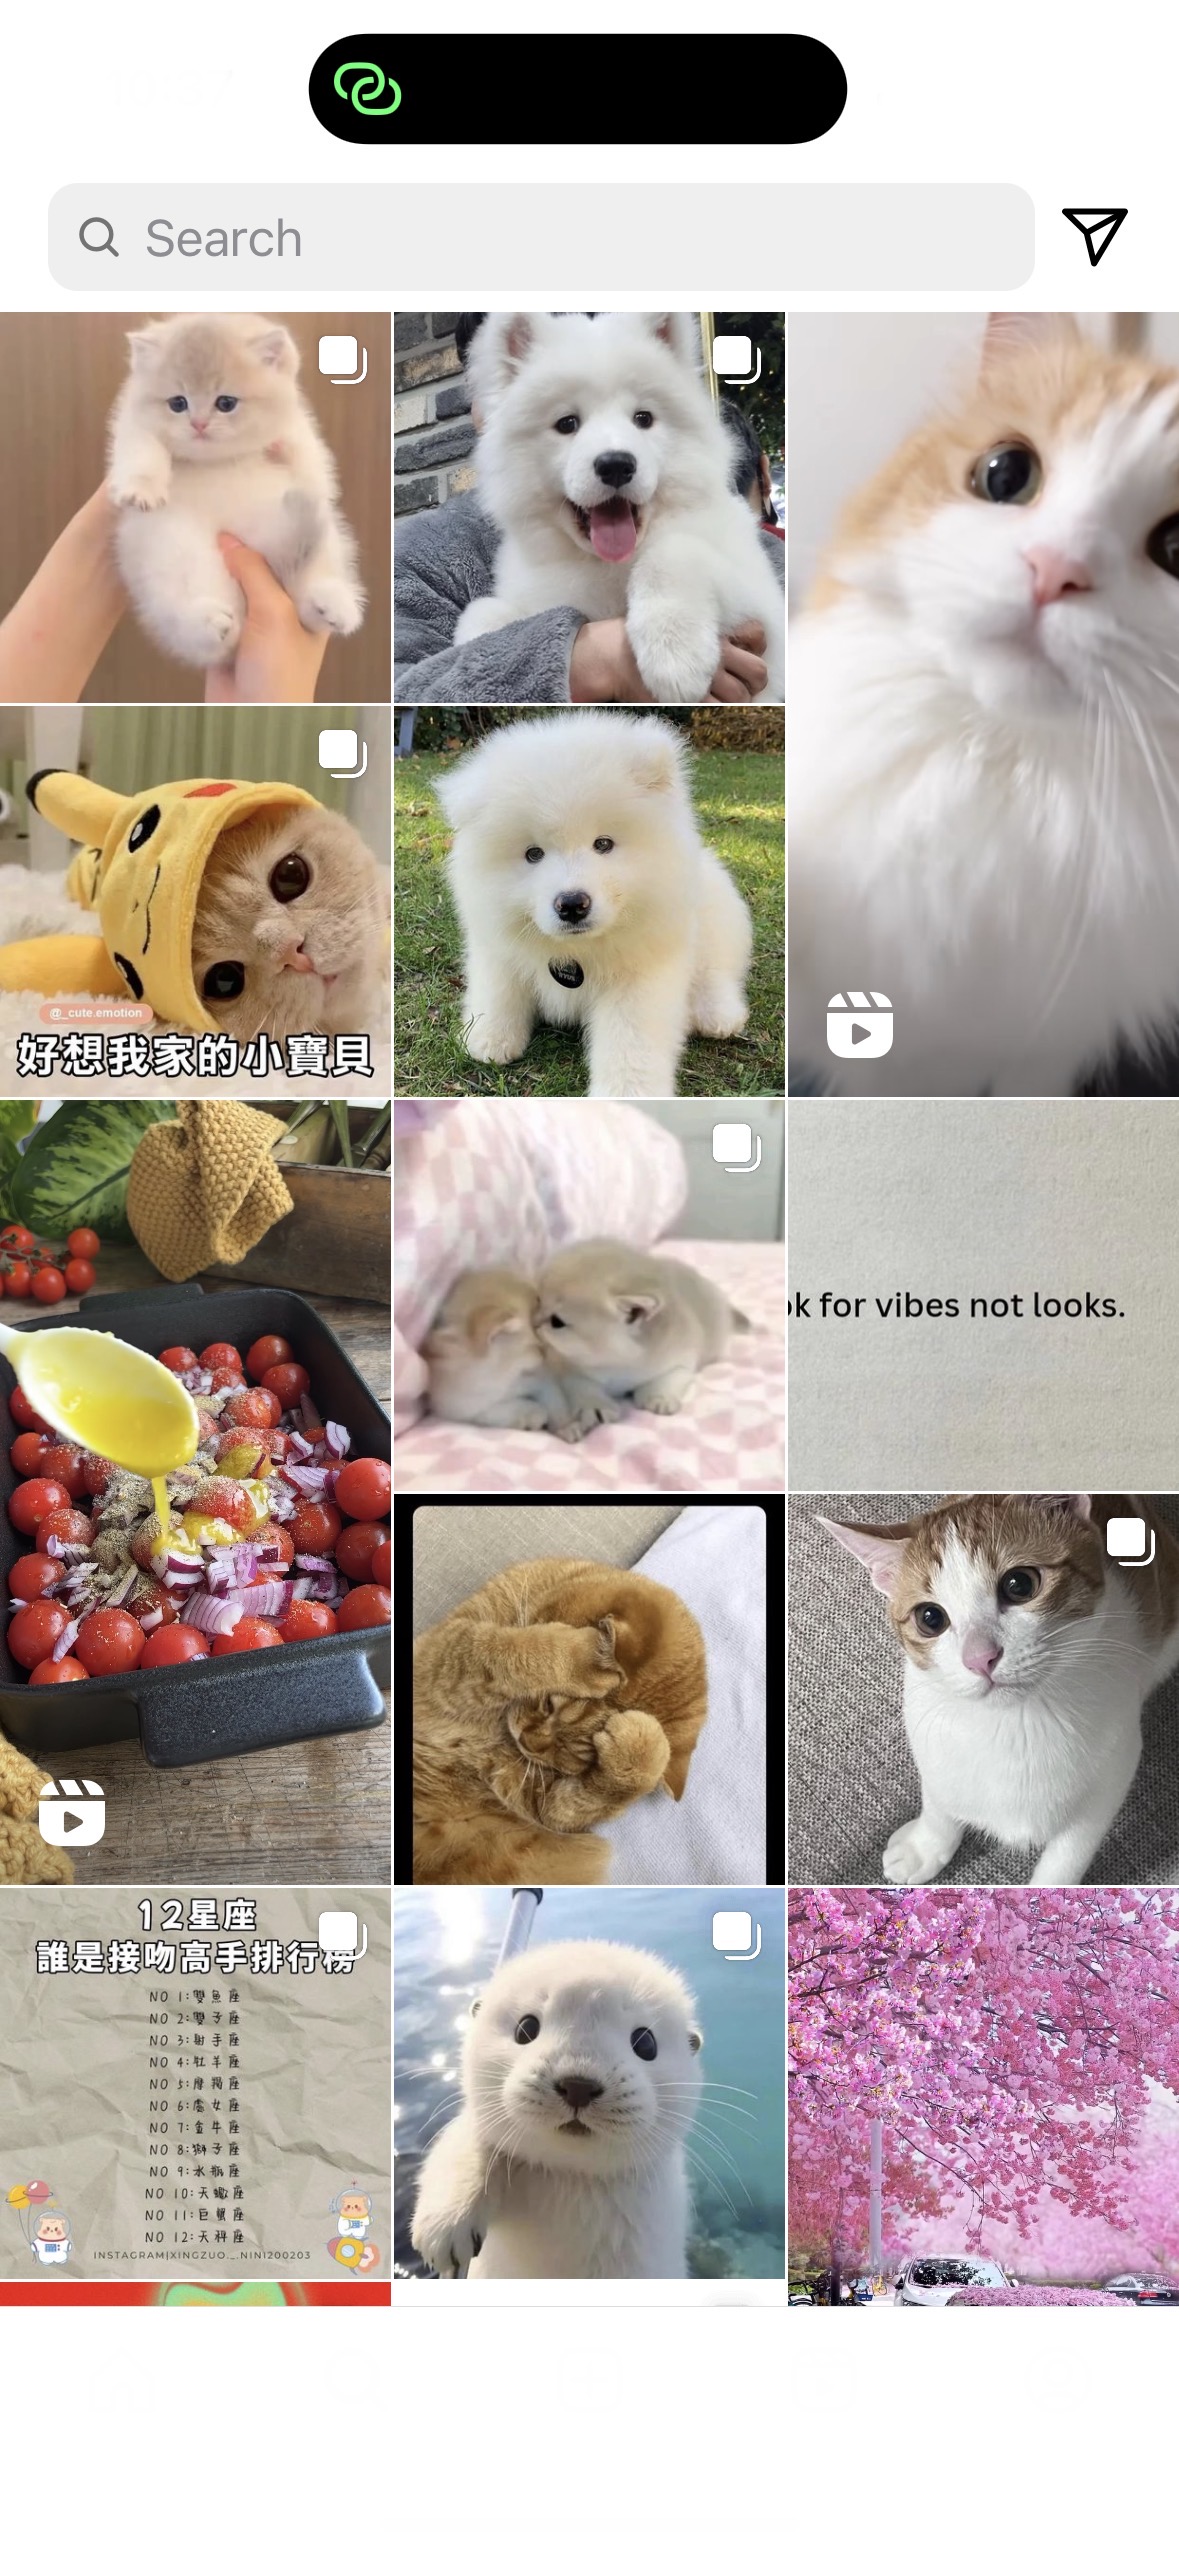 Search
@_cute.emotion
好想我家的小寶貝
ok for vibes not looks.
12星座
誰是接吻高手排行榜
NO 1:雙魚座
NO 2:雙子座
NO 3:射手座
NO 4:牡羊座
NO 5:摩羯座
NO 6:處女座
NO 7:金牛座
NO 8:獅子座
NO 9:水瓶座
NO 10:天蠍座
NO 11:巨蟹座
NO 12:天秤座
INSTAGRAM|XINGZUO._.NINI200203